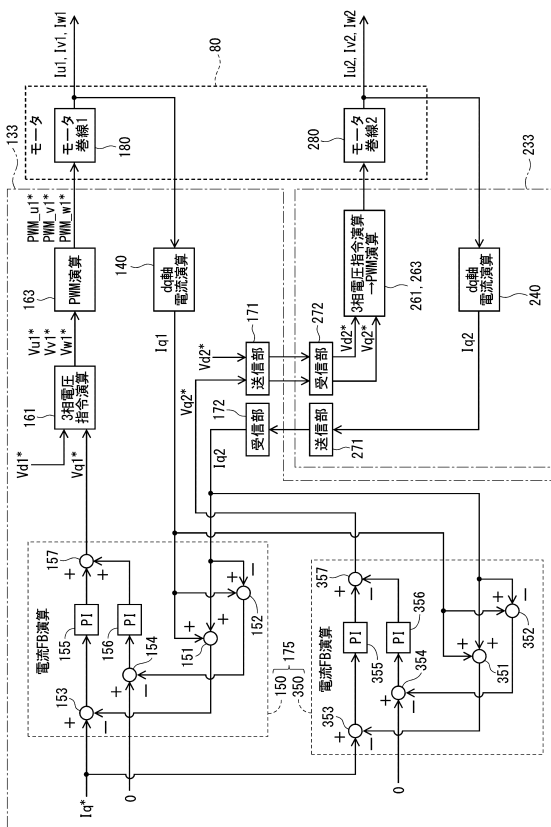 133
モータ
80
Iu1, Iv1, Iw1
Iu2, Iv2, Iw2
モータ
巻線1
180
モータ
巻線2
280
233
PWM_u1*
PWM_v1*
PWM_w1*
PWM演算
163
dq軸
電流演算
140
Iq1
3相電圧指令演算
→PWM演算
261, 263
dq軸
電流演算
240
Iq2
Vu1*
Vv1*
Vw1*
3相電圧
指令演算
161
Vd1*
Vq1*
Vd2*
Vq2*
送信部
171
受信部
272
Vd2*
Vq2*
受信部
172
送信部
271
Iq2
電流FB演算
157
+
+
PI
155
PI
156
153
+
−
154
+
−
151
+
+
152
+
−
150
175
350
電流FB演算
357
+
−
PI
355
PI
356
353
+
−
354
+
−
351
+
+
352
+
−
Iq*
0
0